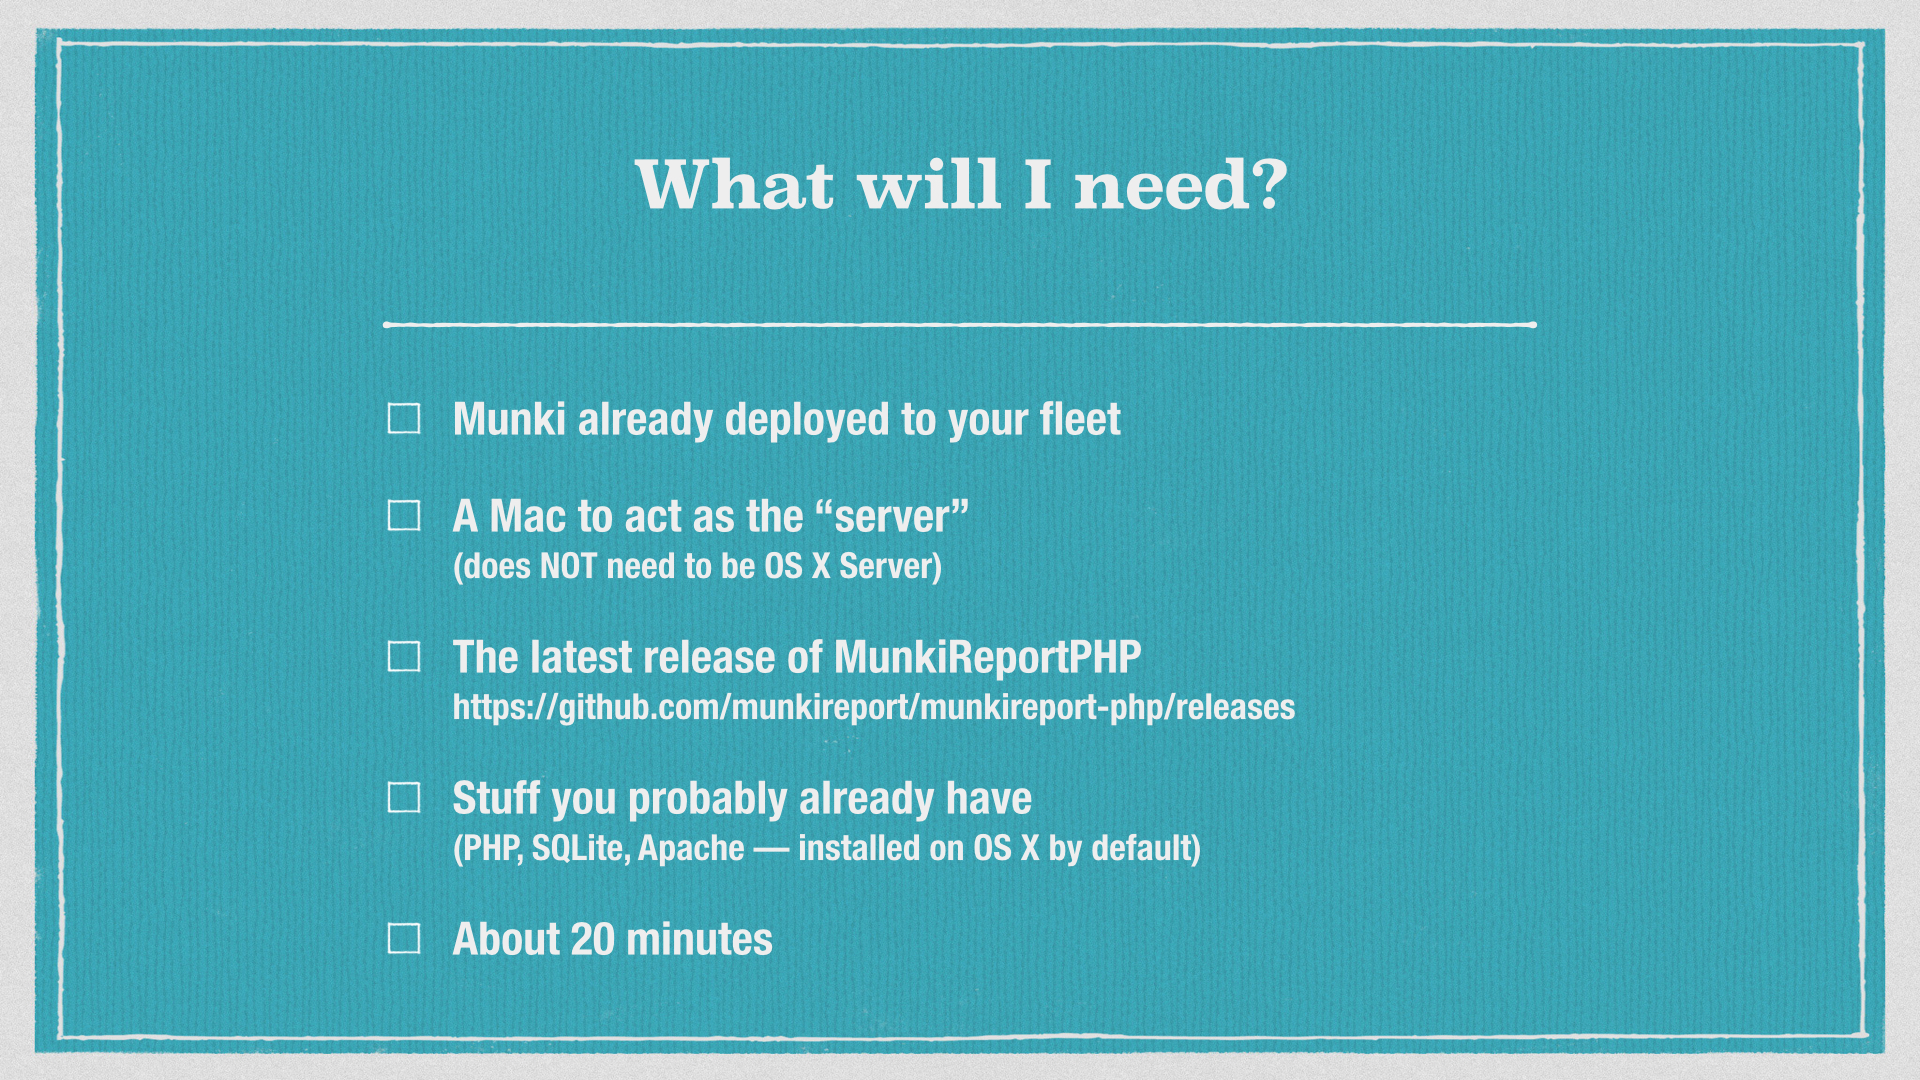 What will I need?
Munki already deployed to your fleet
A Mac to act as the “server”
(does NOT need to be OS X Server)
The latest release of MunkiReportPHP
https://github.com/munkireport/munkireport-php/releases
Stuff you probably already have
(PHP, SQLite, Apache — installed on OS X by default)
About 20 minutes